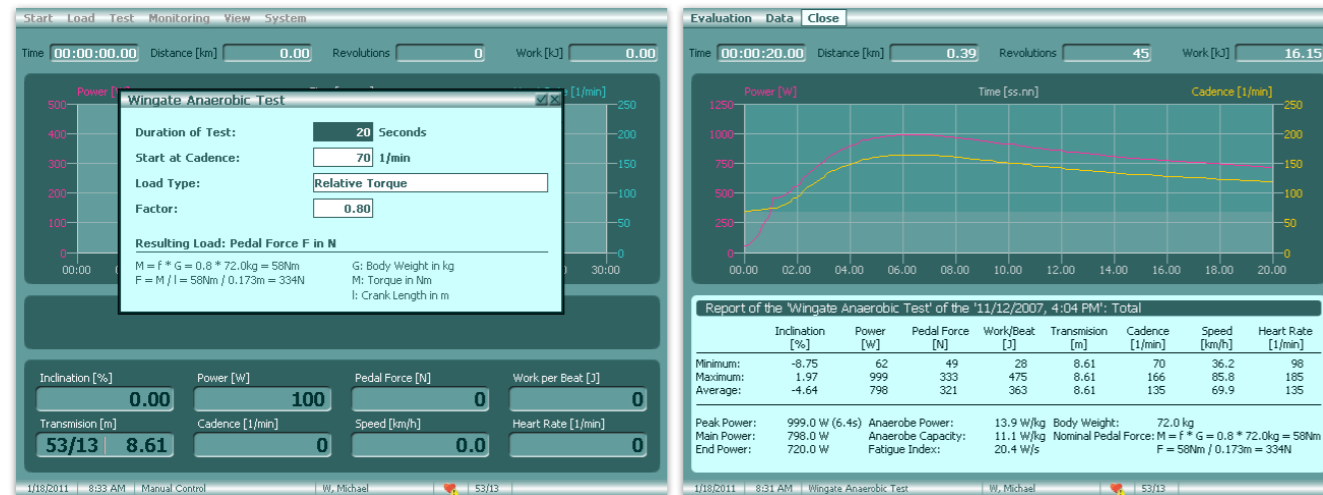 Start Load Test Monitoring View System
Time 00:00:00.00 Distance [km] 0.00 Revolutions 0 Work [kJ] 0.00
Power [
[1/min]
500 250
Wingate Anaerobic Test
Duration of Test: 20 Seconds
400 200
Start at Cadence: 70 1/min
300 150
Load Type: Relative Torque
200 100
Factor: 0.80
100 50
Resulting Load: Pedal Force F in N
0 0
M = f * G = 0.8 * 72.0kg = 58Nm G: Body Weight in kg
00:00 30:00
F = M / l = 58Nm / 0.173m = 334N M: Torque in Nm
l: Crank Length in m
Inclination [%] Power [W] Pedal Force [N] Work per Beat [J]
0.00 100 0 0
Transmision [m] Cadence [1/min] Speed [km/h] Heart Rate [1/min]
53/13 8.61 0 0.0 0
1/18/2011 8:33 AM Manual Control W, Michael 53/13
Evaluation Data Close
Time 00:00:20.00 Distance [km] 0.39 Revolutions 45 Work [kJ] 16.15
Power [W] Time [ss.nn] Cadence [1/min]
1250 250
1000 200
750 150
500 100
250 50
0 0
00.00 02.00 04.00 06.00 08.00 10.00 12.00 14.00 16.00 18.00 20.00
Report of the 'Wingate Anaerobic Test' of the '11/12/2007, 4:04 PM': Total
Inclination Power Pedal Force Work/Beat Transmision Cadence Speed Heart Rate
[%] [W] [N] [J] [m] [1/min] [km/h] [1/min]
Minimum: -8.75 62 49 28 8.61 70 36.2 98
Maximum: 1.97 999 333 475 8.61 166 85.8 185
Average: -4.64 798 321 363 8.61 135 69.9 135
Peak Power: 999.0 W (6.4s) Anaerobe Power: 13.9 W/kg Body Weight: 72.0 kg
Main Power: 798.0 W Anaerobe Capacity: 11.1 W/kg Nominal Pedal Force: M = f * G = 0.8 * 72.0kg = 58Nm
End Power: 720.0 W Fatigue Index: 20.4 W/s F = 58Nm / 0.173m = 334N
1/18/2011 8:31 AM Wingate Anaerobic Test W, Michael 53/13